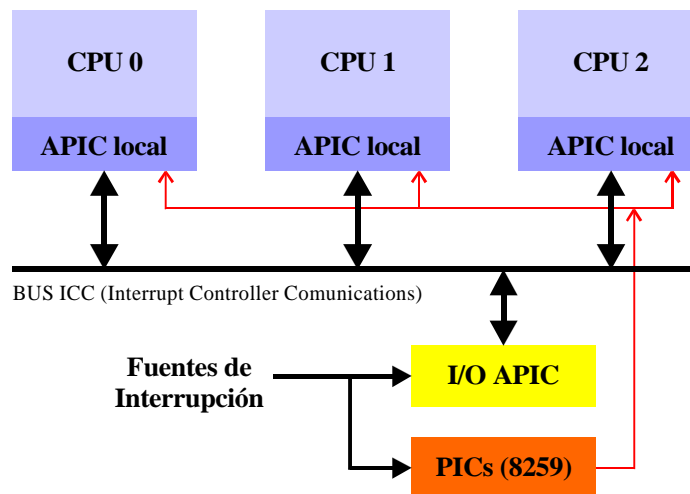 CPU 0
CPU 1
CPU 2
APIC local
APIC local
APIC local
BUS ICC (Interrupt Controller Comunications)
Fuentes de
Interrupción
I/O APIC
PICs (8259)